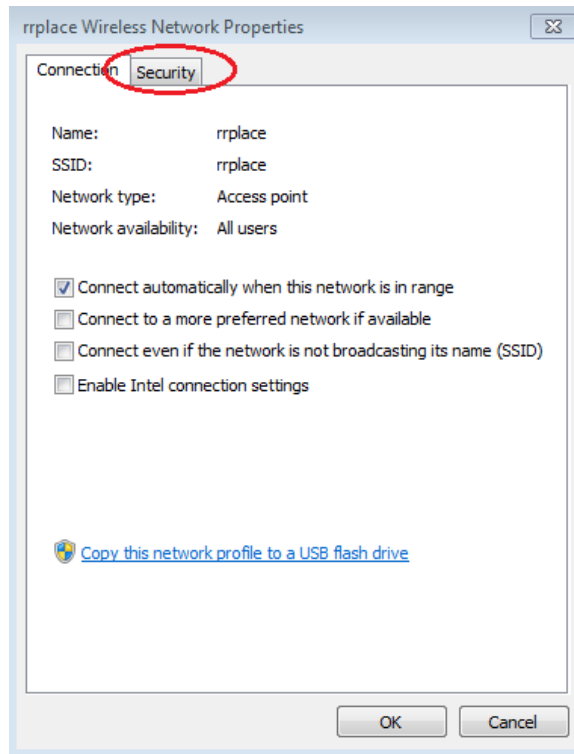 rrplace Wireless Network Properties
Connection Security
Name: rrplace
SSID: rrplace
Network type: Access point
Network availability: All users
Connect automatically when this network is in range
Connect to a more preferred network if available
Connect even if the network is not broadcasting its name (SSID)
Enable Intel connection settings
Copy this network profile to a USB flash drive
OK Cancel